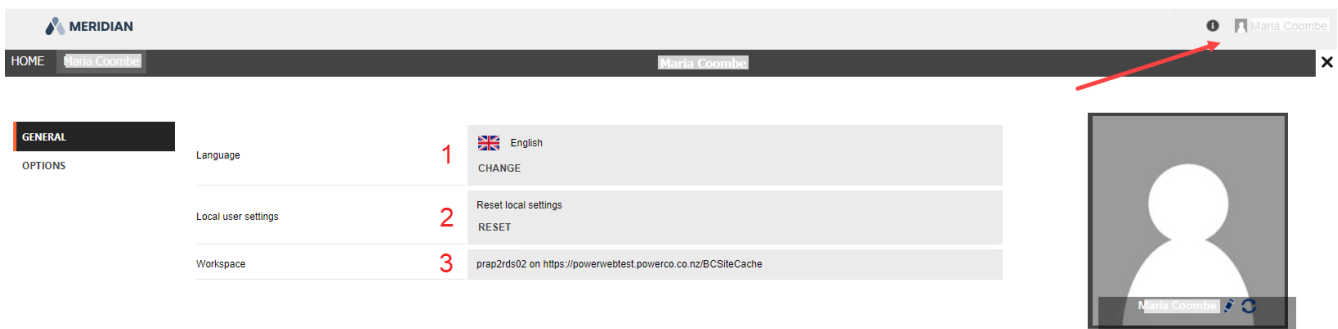 MERIDIAN
Maria Coombe
HOME Maria Coombe Maria Coombe
GENERAL
OPTIONS
Language 1 English
CHANGE
Local user settings 2 Reset local settings
RESET
Workspace 3 prap2rds02 on https://powerwebtest.powerco.co.nz/BCSiteCache
Maria Coombe